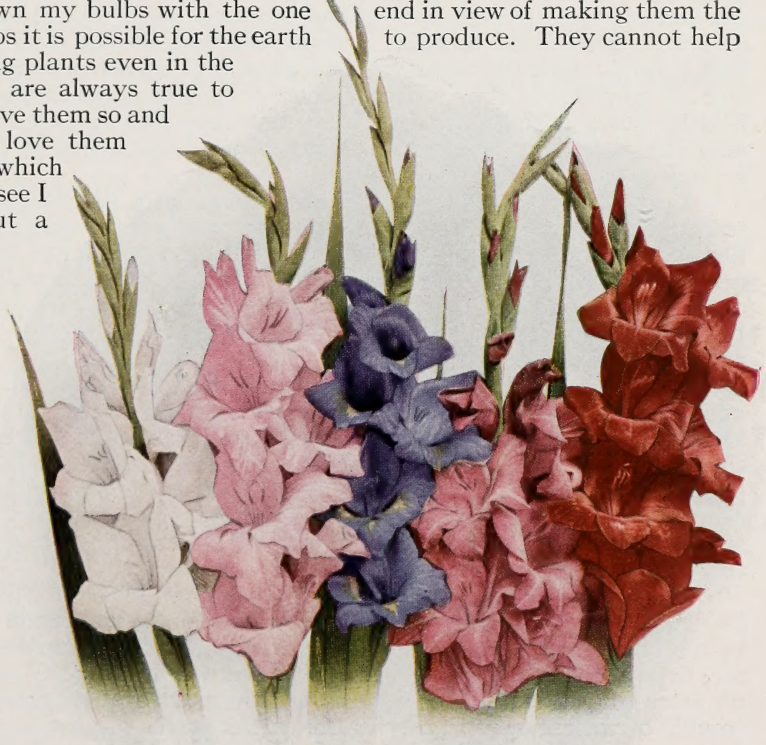 wn my bulbs with the one
s it is possible for the earth
g plants even in the
are always true to
ve them so and
love them
which
see I
ut a
end in view of making them the
to produce. They cannot help